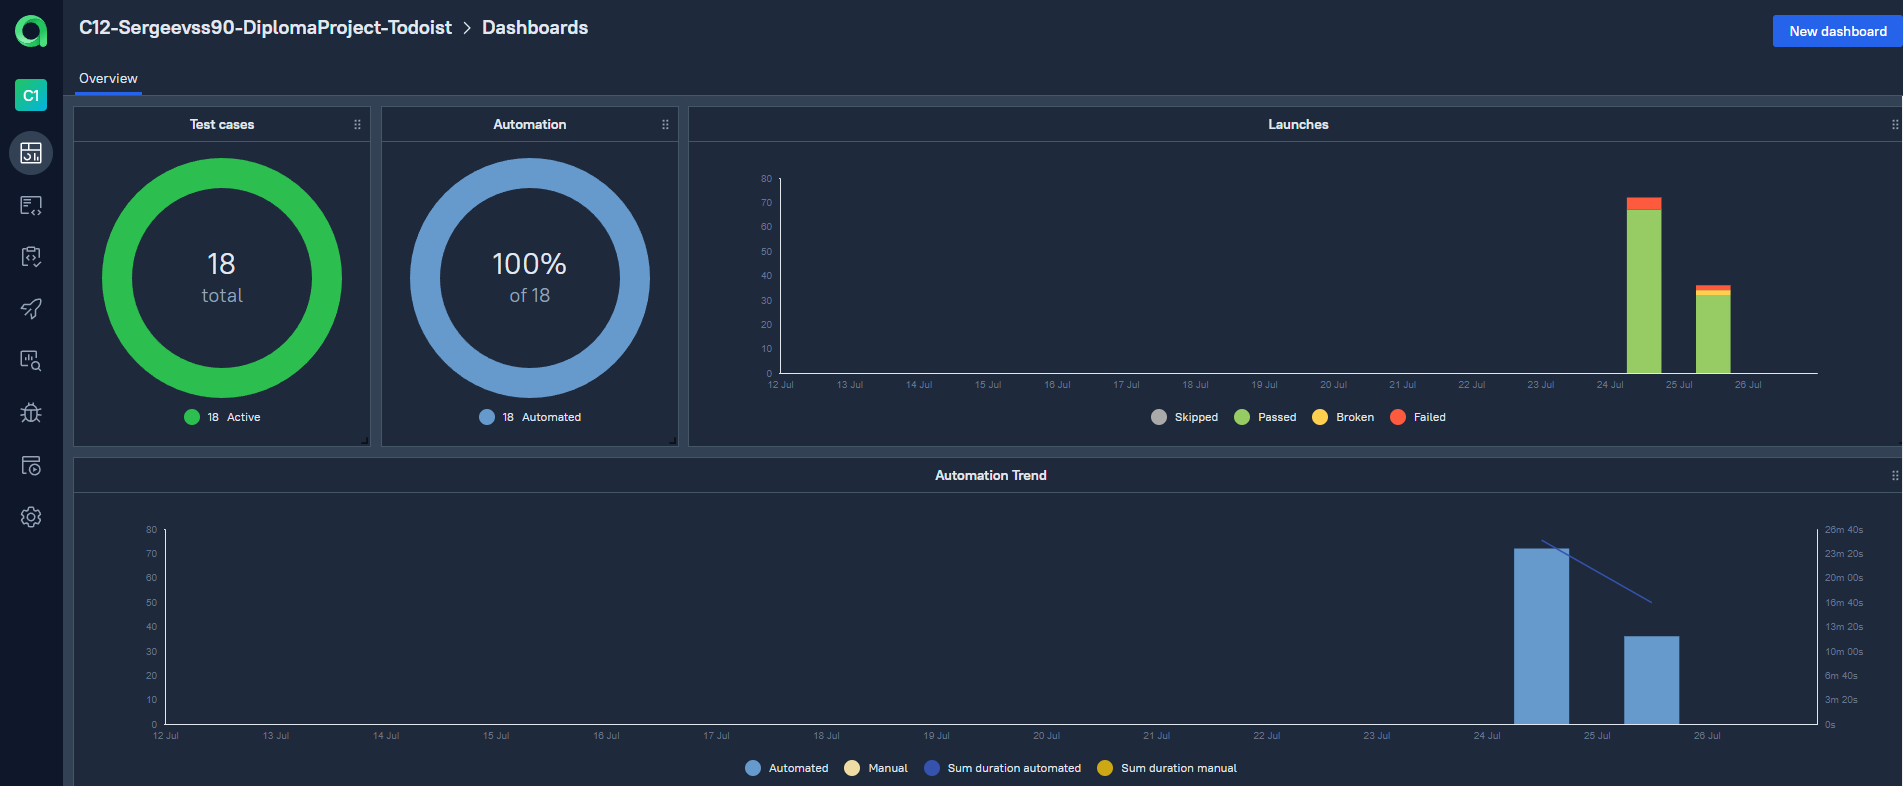 C12-Sergeevss90-DiplomaProject-Todoist > Dashboards
New dashboard
Overview
C1
Test cases
18
total
18 Active
Automation
100%
of 18
18 Automated
Launches
80
70
60
50
40
30
20
10
0
12 Jul 13 Jul 14 Jul 15 Jul 16 Jul 17 Jul 18 Jul 19 Jul 20 Jul 21 Jul 22 Jul 23 Jul 24 Jul 25 Jul 26 Jul
Skipped Passed Broken Failed
Automation Trend
80 26m 40s
70 23m 20s
60 20m 00s
50 16m 40s
40 13m 20s
30 10m 00s
20 6m 40s
10 3m 20s
0 0s
12 Jul 13 Jul 14 Jul 15 Jul 16 Jul 17 Jul 18 Jul 19 Jul 20 Jul 21 Jul 22 Jul 23 Jul 24 Jul 25 Jul 26 Jul
Automated Manual Sum duration automated Sum duration manual